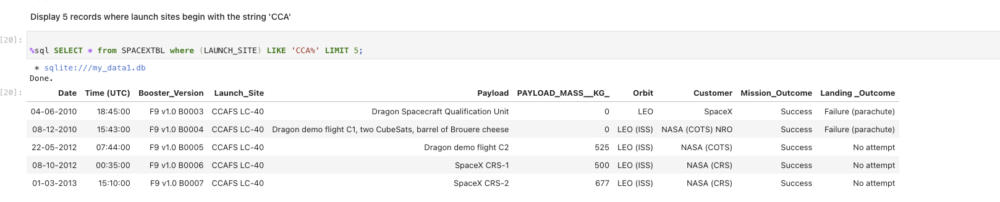 Display 5 records where launch sites begin with the string 'CCA'
[20]:
%sql SELECT * from SPACEXTBL where (LAUNCH_SITE) LIKE 'CCA%' LIMIT 5;
* sqlite:///my_data1.db
Done.
[20]:
Date Time (UTC) Booster_Version Launch_Site Payload PAYLOAD_MASS__KG_ Orbit Customer Mission_Outcome Landing _Outcome
04-06-2010 18:45:00 F9 v1.0 B0003 CCAFS LC-40 Dragon Spacecraft Qualification Unit 0 LEO SpaceX Success Failure (parachute)
08-12-2010 15:43:00 F9 v1.0 B0004 CCAFS LC-40 Dragon demo flight C1, two CubeSats, barrel of Brouere cheese 0 LEO (ISS) NASA (COTS) NRO Success Failure (parachute)
22-05-2012 07:44:00 F9 v1.0 B0005 CCAFS LC-40 Dragon demo flight C2 525 LEO (ISS) NASA (COTS) Success No attempt
08-10-2012 00:35:00 F9 v1.0 B0006 CCAFS LC-40 SpaceX CRS-1 500 LEO (ISS) NASA (CRS) Success No attempt
01-03-2013 15:10:00 F9 v1.0 B0007 CCAFS LC-40 SpaceX CRS-2 677 LEO (ISS) NASA (CRS) Success No attempt